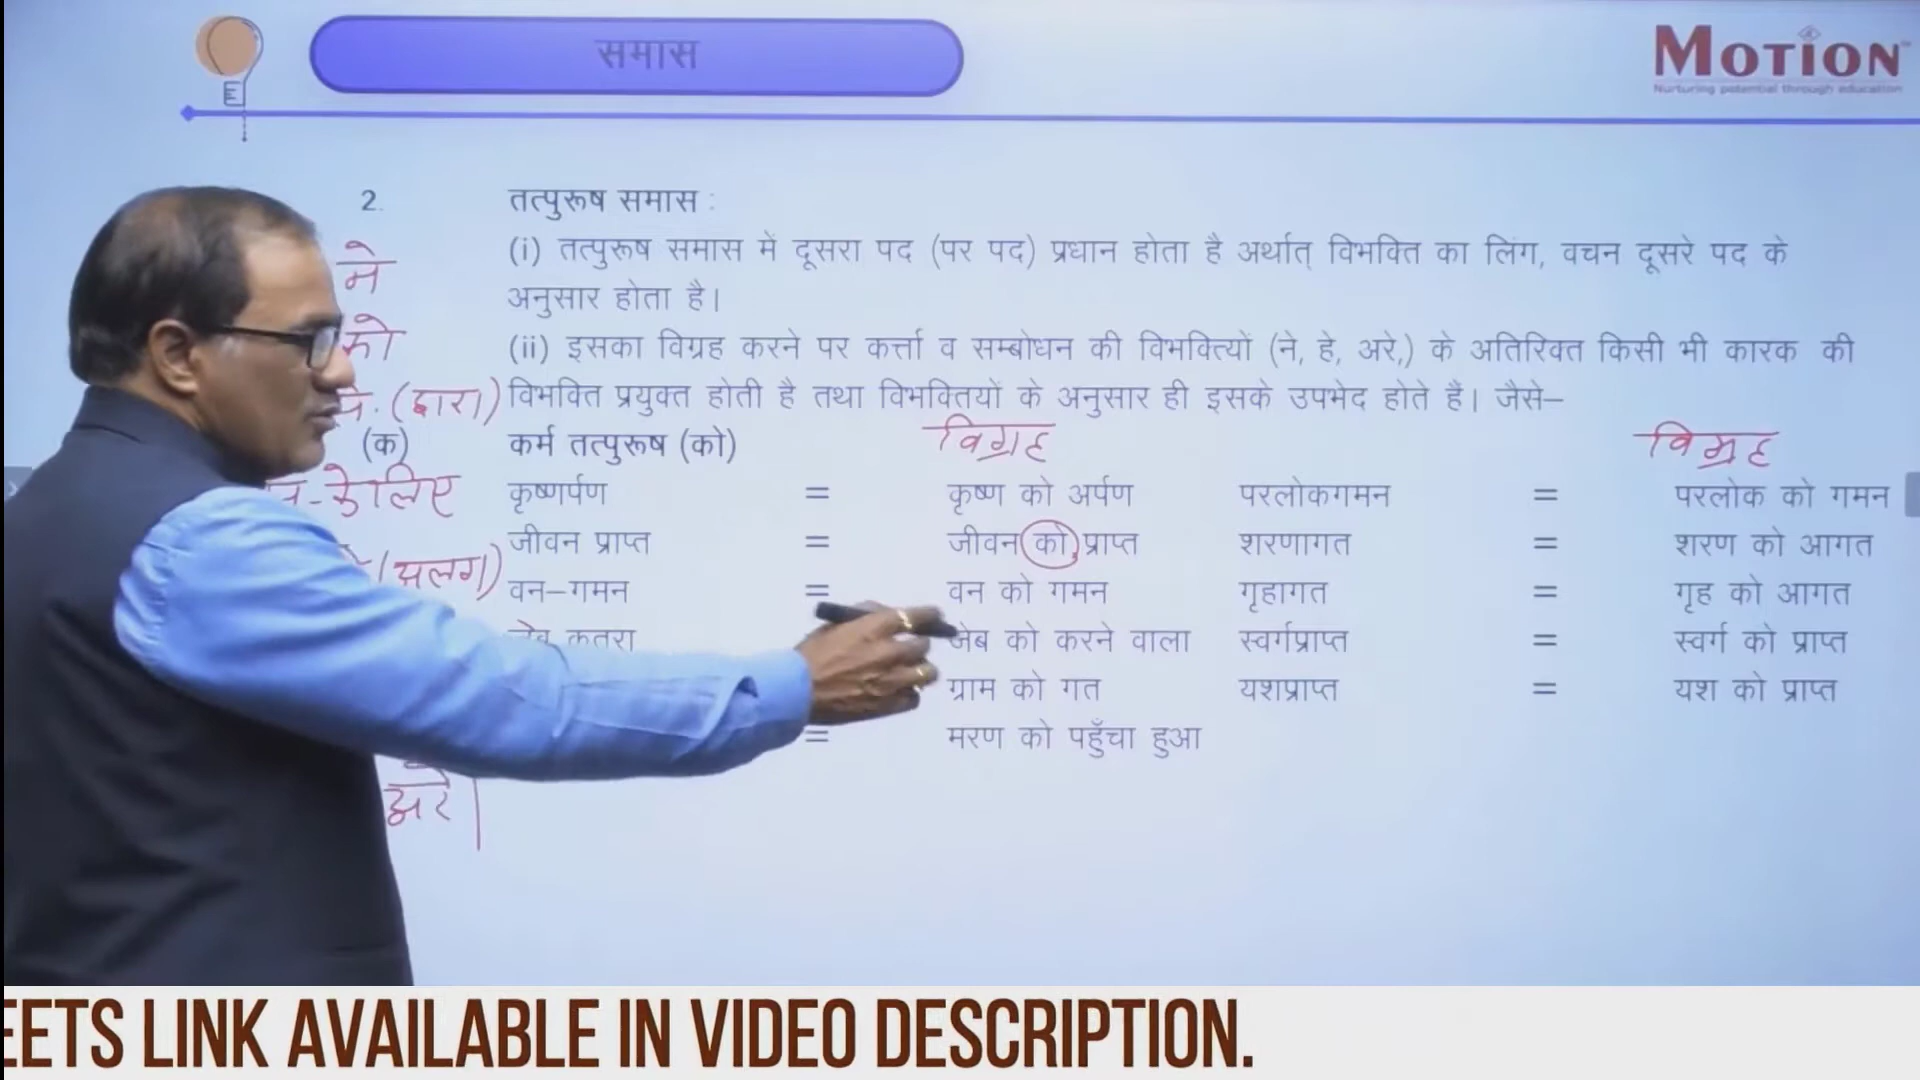 समास
MOTION
Nurturing potential through education
2. तत्पुरूष समास :
(i) तत्पुरूष समास में दूसरा पद (पर पद) प्रधान होता है अर्थात् विभक्ति का लिंग, वचन दूसरे पद के
ने
अनुसार होता है।
को
(ii) इसका विग्रह करने पर कर्त्ता व सम्बोधन की विभक्तियों (ने, हे, अरे,) के अतिरिक्त किसी भी कारक की
(द्वारा) विभक्ति प्रयुक्त होती है तथा विभक्तियों के अनुसार ही इसके उपभेद होते हैं। जैसे–
(क) कर्म तत्पुरूष (को) विग्रह विग्रह
के लिए कृष्णर्पण = कृष्ण को अर्पण परलोकगमन = परलोक को गमन
जीवन प्राप्त = जीवन को प्राप्त शरणागत = शरण को आगत
(अलग) वन–गमन = वन को गमन गृहागत = गृह को आगत
कतरा जेब को करने वाला स्वर्गप्राप्त = स्वर्ग को प्राप्त
ग्राम को गत यशप्राप्त = यश को प्राप्त
= मरण को पहुँचा हुआ
अरे
EETS LINK AVAILABLE IN VIDEO DESCRIPTION.